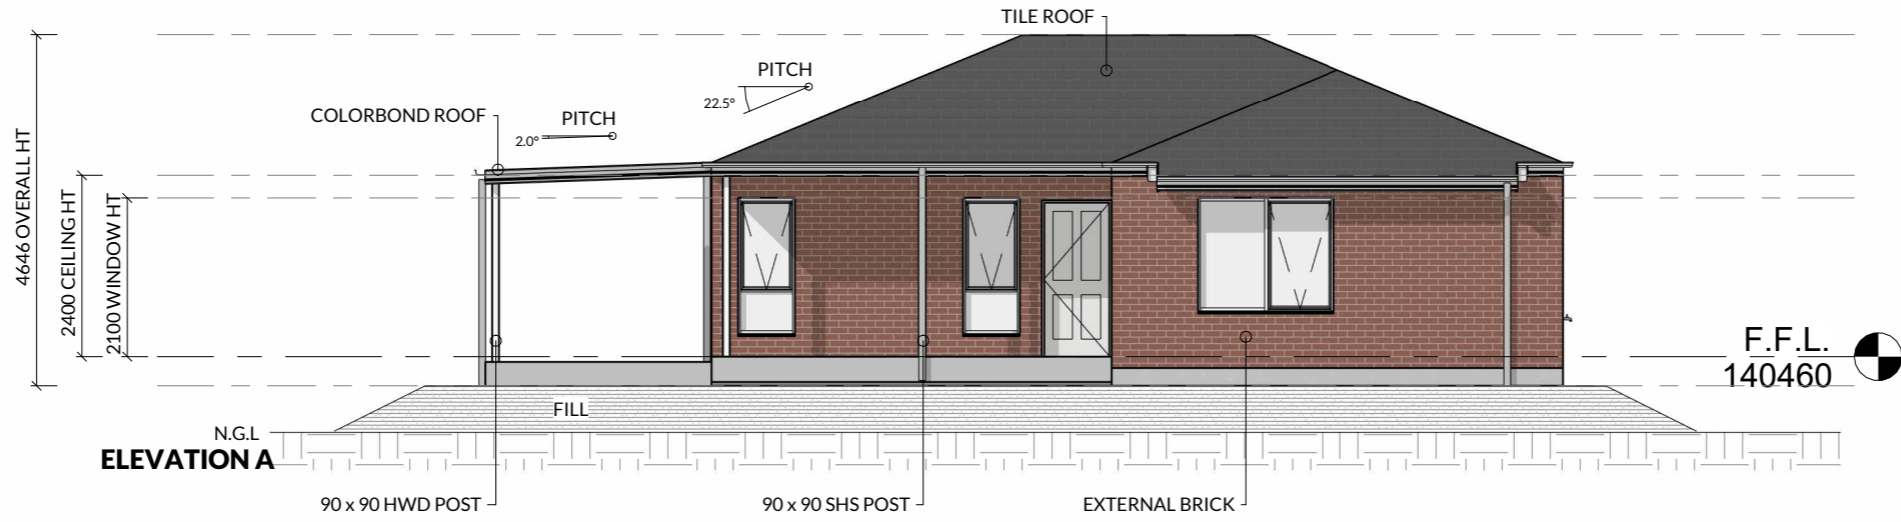 TILE ROOF
PITCH
22.5°
COLORBOND ROOF
PITCH
2.0°
4646 OVERALL HT
2400 CEILING HT
2100 WINDOW HT
F.F.L.
140460
FILL
N.G.L
ELEVATION A
90 x 90 HWD POST
90 x 90 SHS POST
EXTERNAL BRICK